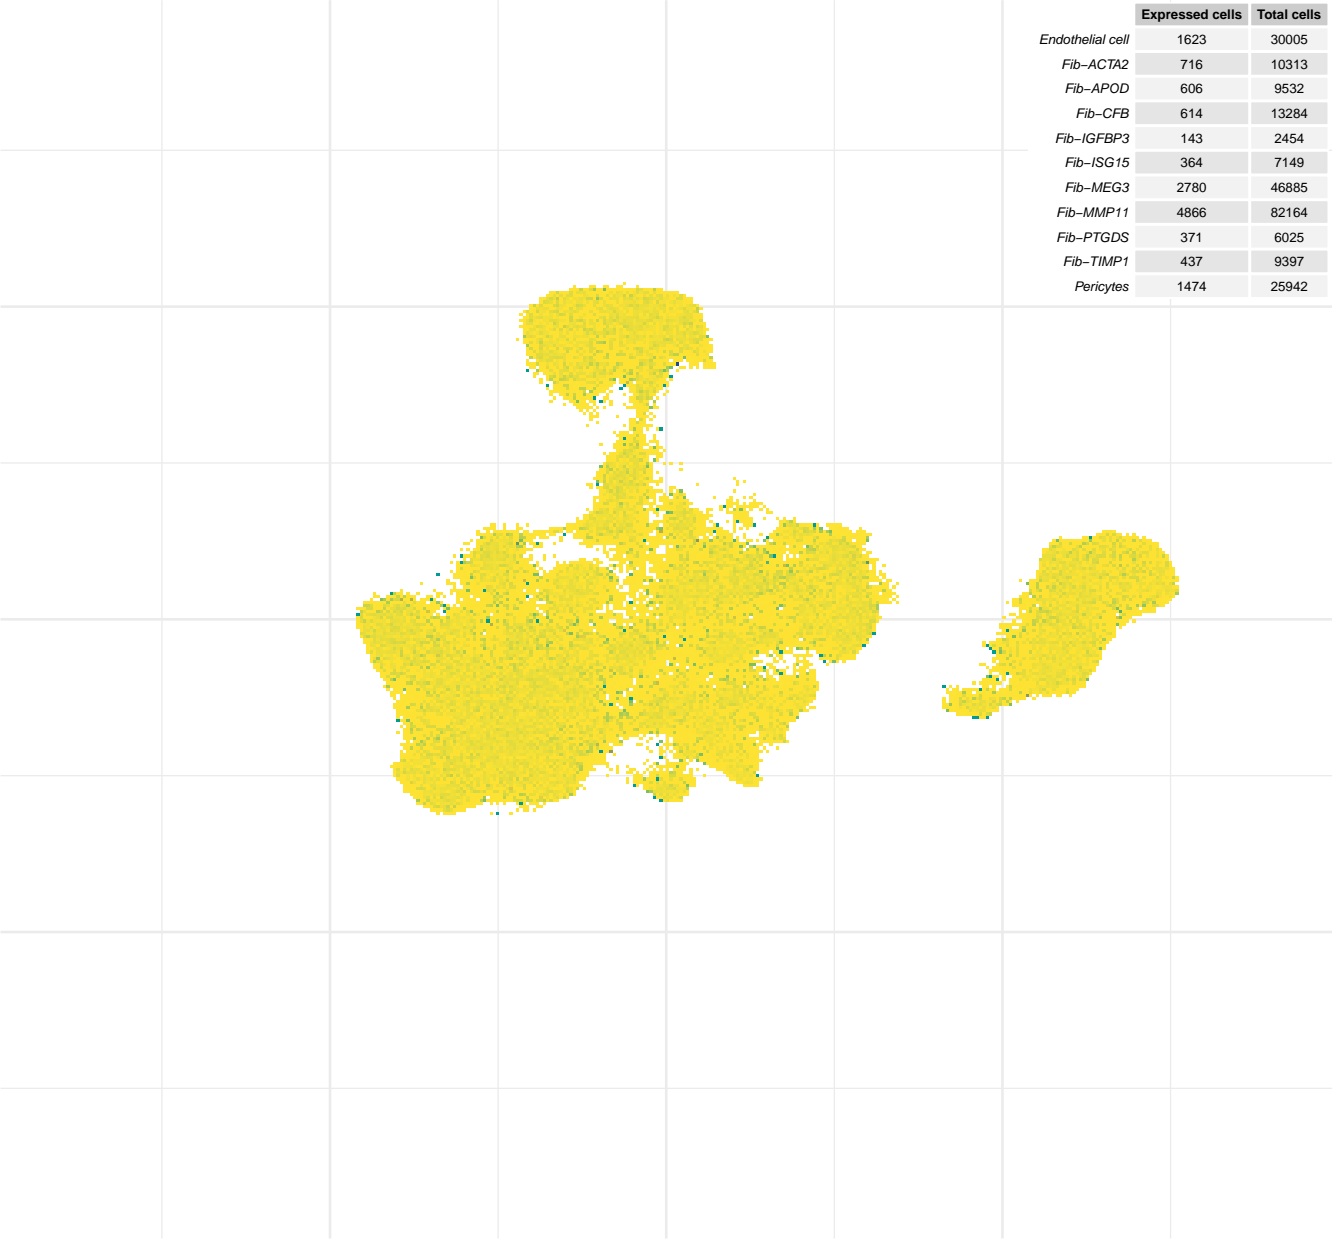 Expressed cells Total cells
Endothelial cell 1623 30005
Fib−ACTA2 716 10313
Fib−APOD 606 9532
Fib−CFB 614 13284
Fib−IGFBP3 143 2454
Fib−ISG15 364 7149
Fib−MEG3 2780 46885
Fib−MMP11 4866 82164
Fib−PTGDS 371 6025
Fib−TIMP1 437 9397
Pericytes 1474 25942